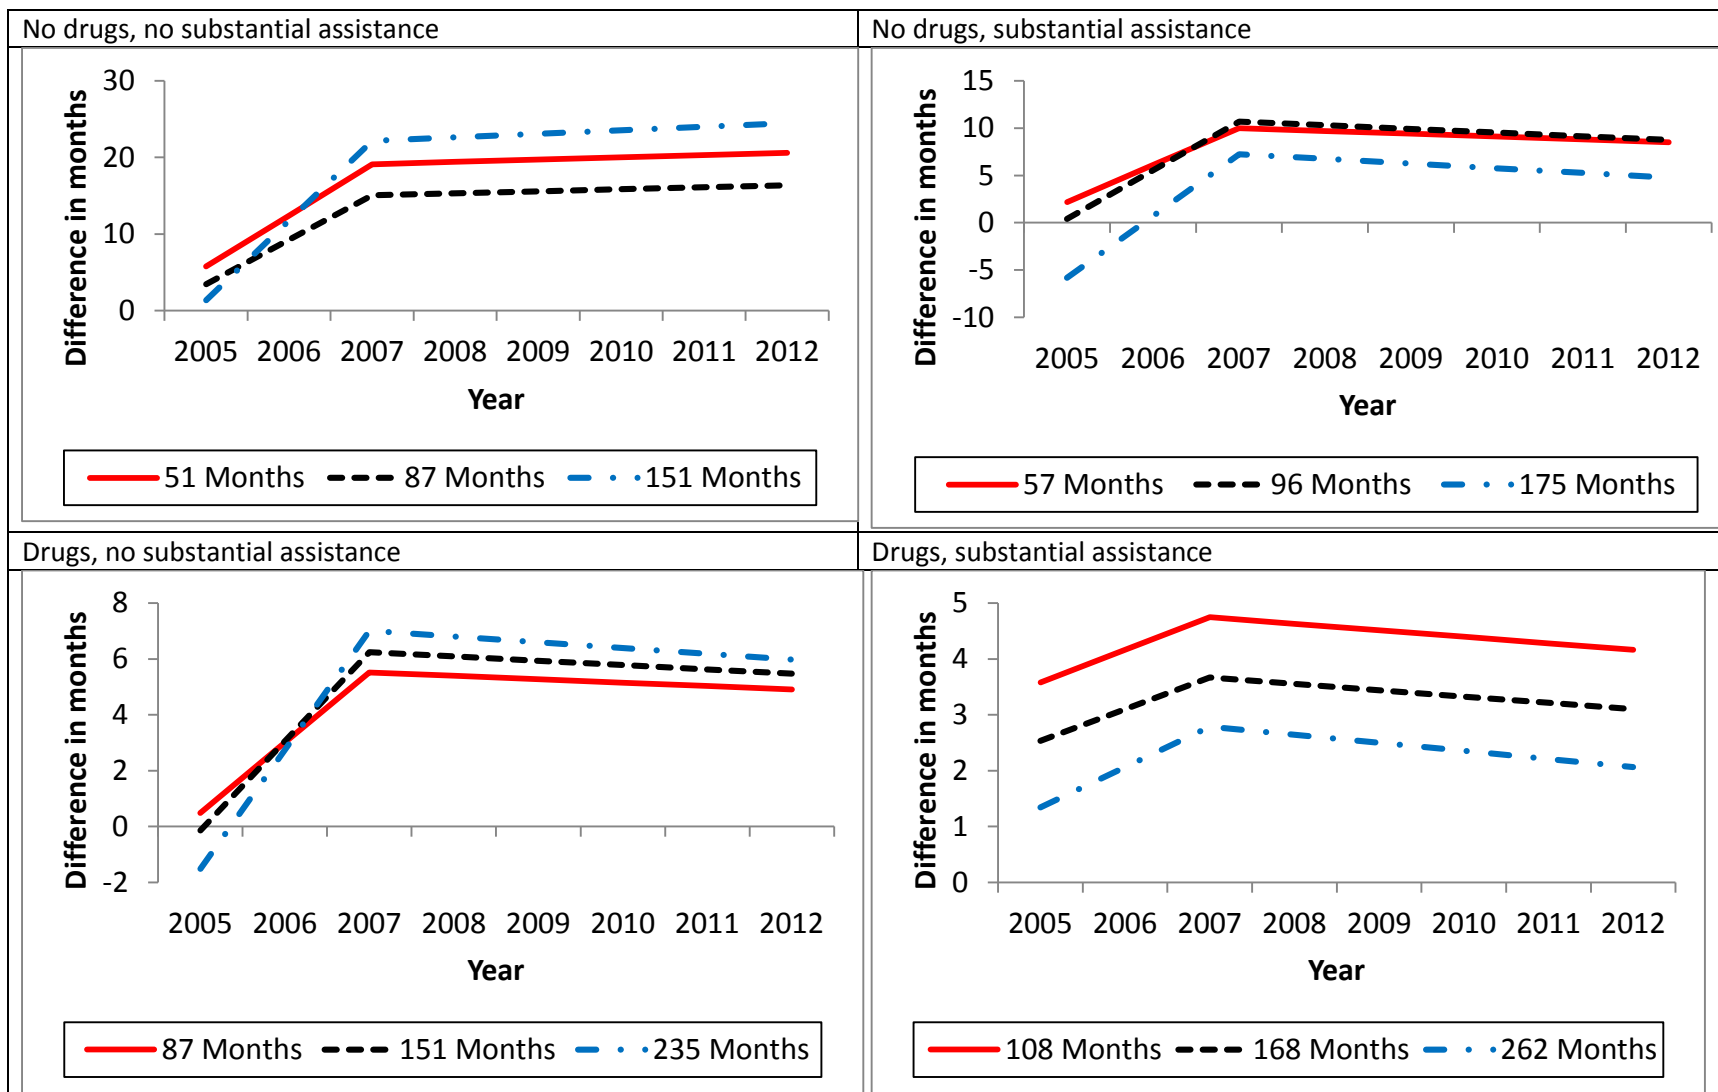 No drugs, no substantial assistance
Difference in months
30
20
10
0
2005 2006 2007 2008 2009 2010 2011 2012
Year
51 Months 87 Months 151 Months
No drugs, substantial assistance
Difference in months
15
10
5
0
-5
-10
2005 2006 2007 2008 2009 2010 2011 2012
Year
57 Months 96 Months 175 Months
Drugs, no substantial assistance
Difference in months
8
6
4
2
0
-2
2005 2006 2007 2008 2009 2010 2011 2012
Year
87 Months 151 Months 235 Months
Drugs, substantial assistance
Difference in months
5
4
3
2
1
0
2005 2006 2007 2008 2009 2010 2011 2012
Year
108 Months 168 Months 262 Months